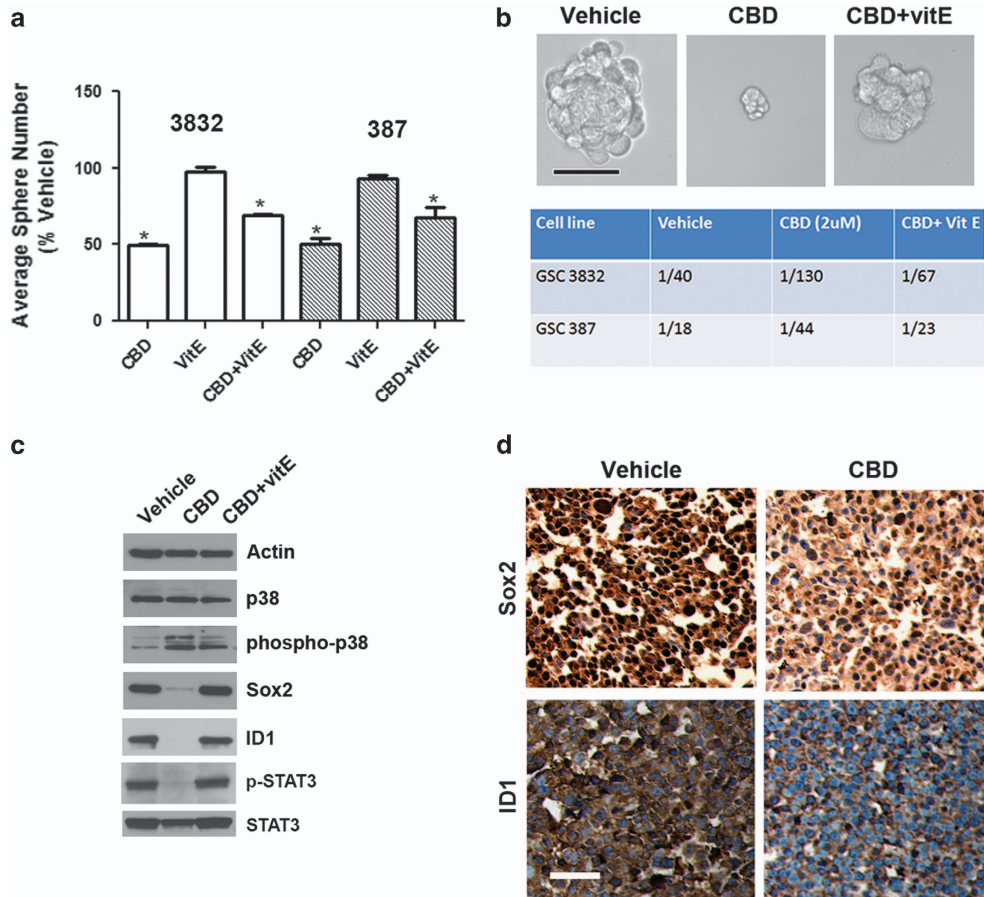 a
Average Sphere Number
(% Vehicle)
150
100
50
0
3832
387
*
*
*
*
CBD
VitE
CBD+VitE
CBD
VitE
CBD+VitE
b
Vehicle
CBD
CBD+vitE
Cell line
Vehicle
CBD (2uM)
CBD+ Vit E
GSC 3832
1/40
1/130
1/67
GSC 387
1/18
1/44
1/23
c
Vehicle
CBD
CBD+vitE
Actin
p38
phospho-p38
Sox2
ID1
p-STAT3
STAT3
d
Vehicle
CBD
Sox2
ID1